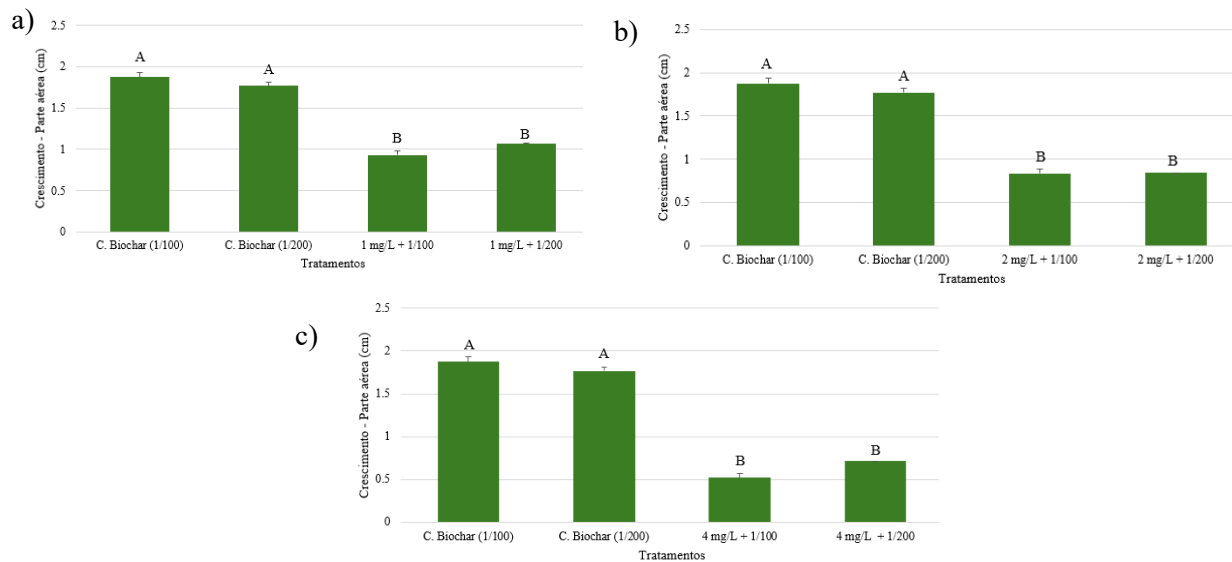 a)
Crescimento - Parte aérea (cm)
2.5
2
1.5
1
0.5
0
A
A
B
B
C. Biochar (1/100)
C. Biochar (1/200)
1 mg/L + 1/100
1 mg/L + 1/200
Tratamentos
b)
Crescimento - Parte aérea (cm)
2.5
2
1.5
1
0.5
0
A
A
B
B
C. Biochar (1/100)
C. Biochar (1/200)
2 mg/L + 1/100
2 mg/L + 1/200
Tratamentos
c)
Crescimento - Parte aérea (cm)
2.5
2
1.5
1
0.5
0
A
A
B
B
C. Biochar (1/100)
C. Biochar (1/200)
4 mg/L + 1/100
4 mg/L + 1/200
Tratamentos